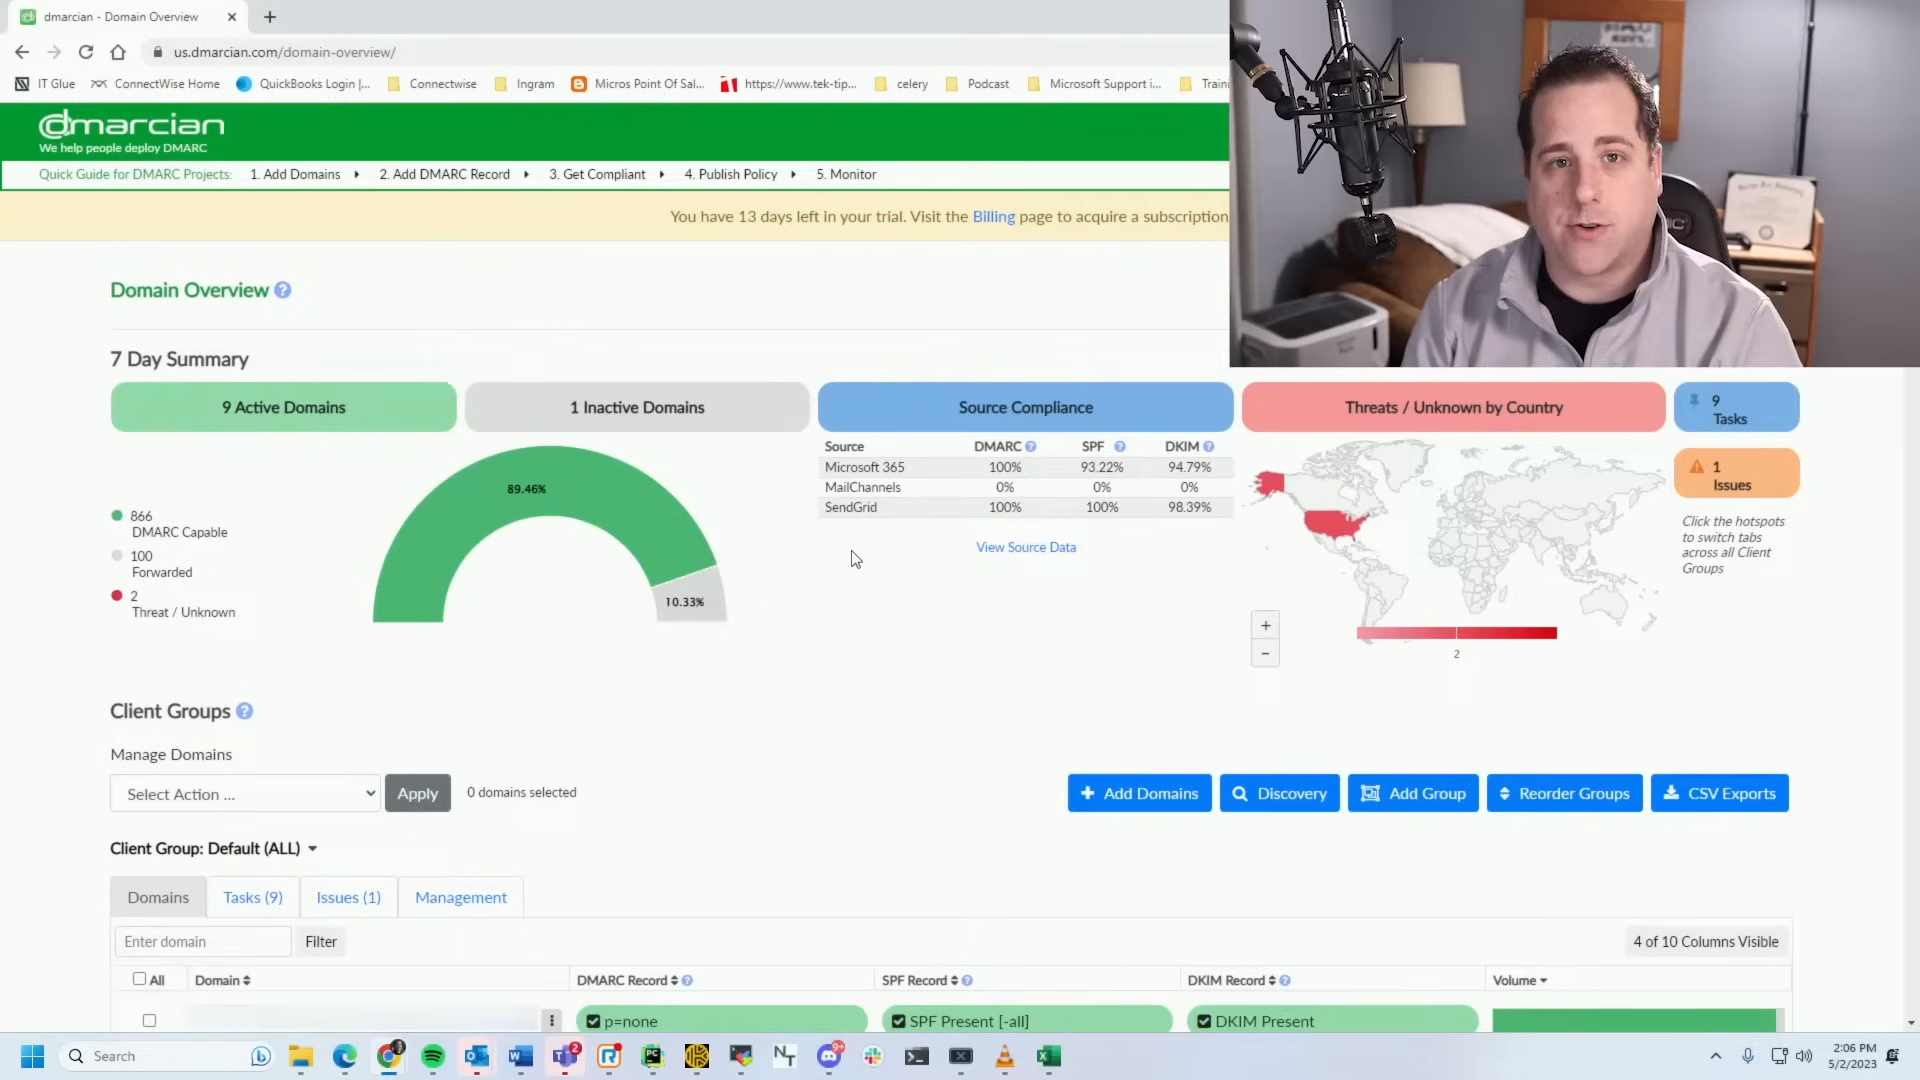 dmarcian - Domain Overview
us.dmarcian.com/domain-overview/
IT Glue ConnectWise Home QuickBooks Login |... Connectwise Ingram Micros Point Of Sal... https://www.tek-tip... celery Podcast Microsoft Support i... Traini
dmarcian
We help people deploy DMARC
Quick Guide for DMARC Projects: 1. Add Domains 2. Add DMARC Record 3. Get Compliant 4. Publish Policy 5. Monitor
You have 13 days left in your trial. Visit the Billing page to acquire a subscription
Domain Overview ?
7 Day Summary
9 Active Domains
1 Inactive Domains
Source Compliance
Threats / Unknown by Country
9
Tasks
Source DMARC ? SPF ? DKIM ?
Microsoft 365 100% 93.22% 94.79%
MailChannels 0% 0% 0%
SendGrid 100% 100% 98.39%
View Source Data
1
Issues
Click the hotspots
to switch tabs
across all Client
Groups
89.46%
10.33%
866
DMARC Capable
100
Forwarded
2
Threat / Unknown
+
−
2
Client Groups ?
Manage Domains
Select Action ... Apply 0 domains selected
+ Add Domains Discovery Add Group Reorder Groups CSV Exports
Client Group: Default (ALL)
Domains Tasks (9) Issues (1) Management
Enter domain Filter
4 of 10 Columns Visible
All Domain DMARC Record ? SPF Record ? DKIM Record ? Volume
p=none SPF Present [-all] DKIM Present
Search
2:06 PM
5/2/2023